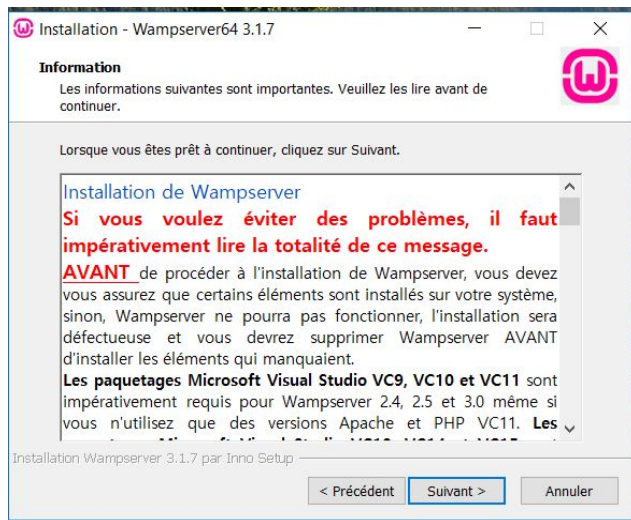 Installation - Wampserver64 3.1.7
Information
Les informations suivantes sont importantes. Veuillez les lire avant de
continuer.
Lorsque vous êtes prêt à continuer, cliquez sur Suivant.
Installation de Wampserver
Si vous voulez éviter des problèmes, il faut
impérativement lire la totalité de ce message.
AVANT de procéder à l'installation de Wampserver, vous devez
vous assurez que certains éléments sont installés sur votre système,
sinon, Wampserver ne pourra pas fonctionner, l'installation sera
défectueuse et vous devrez supprimer Wampserver AVANT
d'installer les éléments qui manquaient.
Les paquetages Microsoft Visual Studio VC9, VC10 et VC11 sont
impérativement requis pour Wampserver 2.4, 2.5 et 3.0 même si
vous n'utilisez que des versions Apache et PHP VC11. Les
Installation Wampserver 3.1.7 par Inno Setup
< Précédent Suivant > Annuler